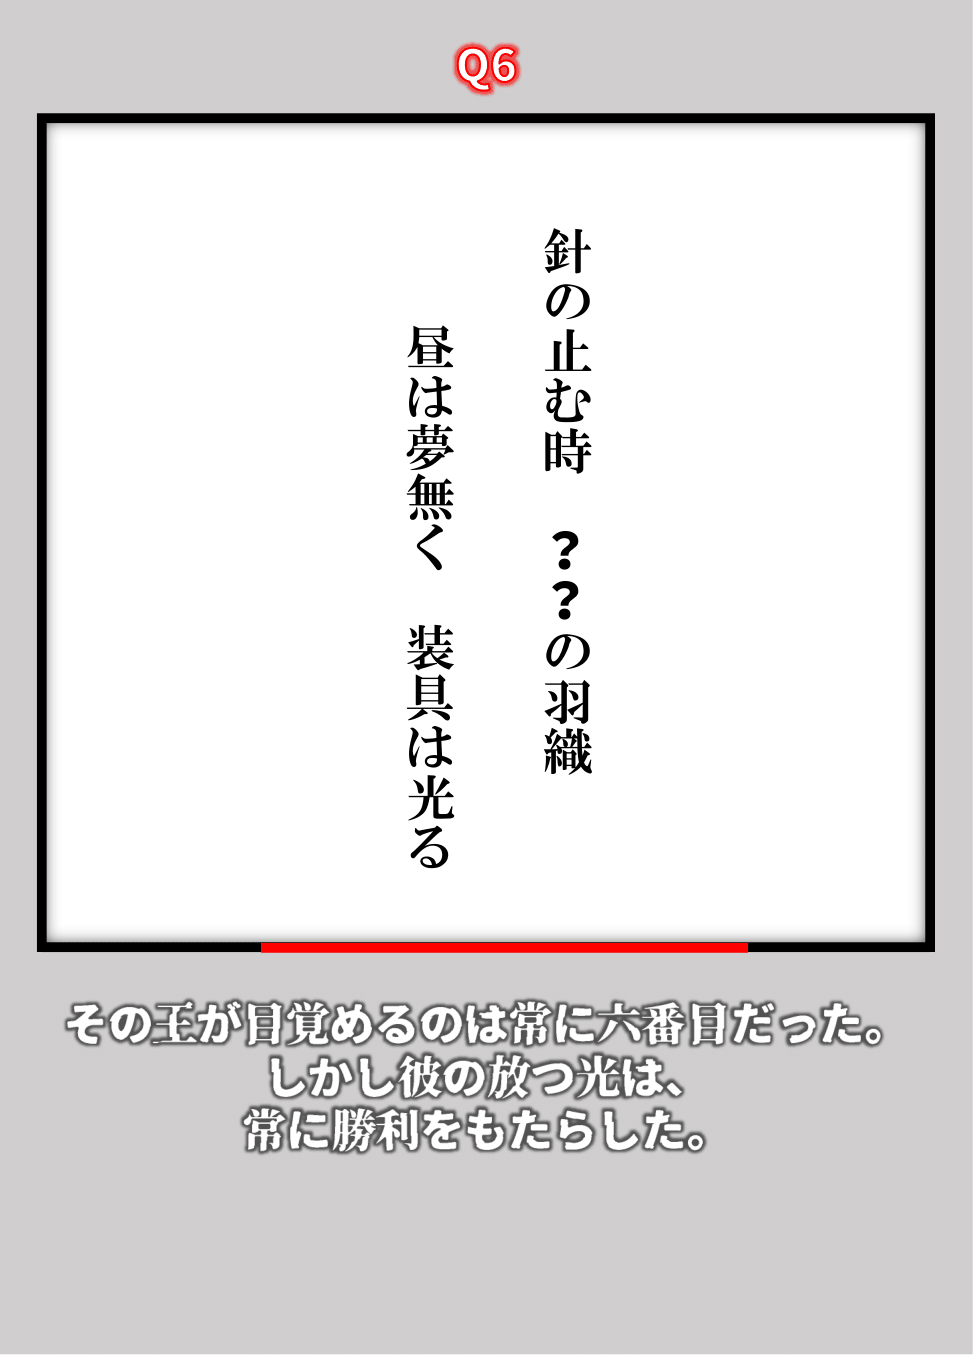 Q6
針の止む時　？？の羽織
昼は夢無く　装具は光る
その王が目覚めるのは常に六番目だった。
しかし彼の放つ光は、
常に勝利をもたらした。